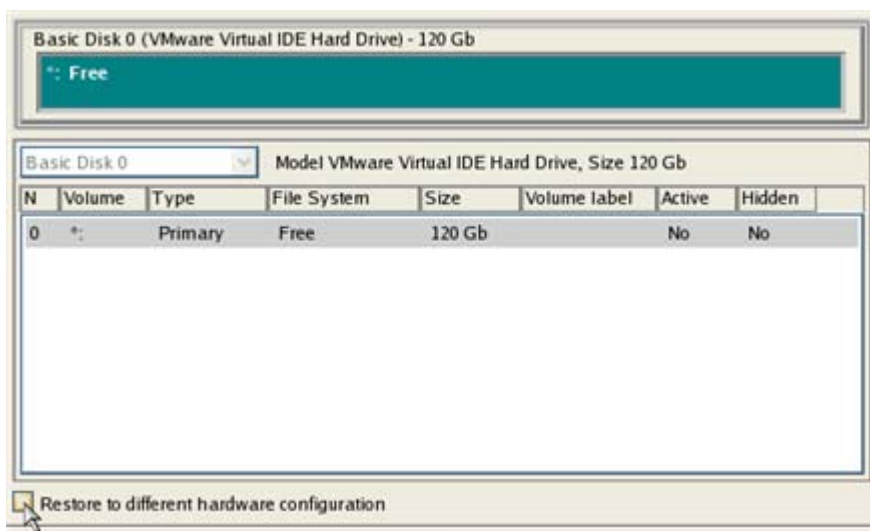 Basic Disk 0 (VMware Virtual IDE Hard Drive) - 120 Gb
*: Free
Basic Disk 0 Model VMware Virtual IDE Hard Drive, Size 120 Gb
N Volume Type File System Size Volume label Active Hidden
0 *: Primary Free 120 Gb No No
Restore to different hardware configuration